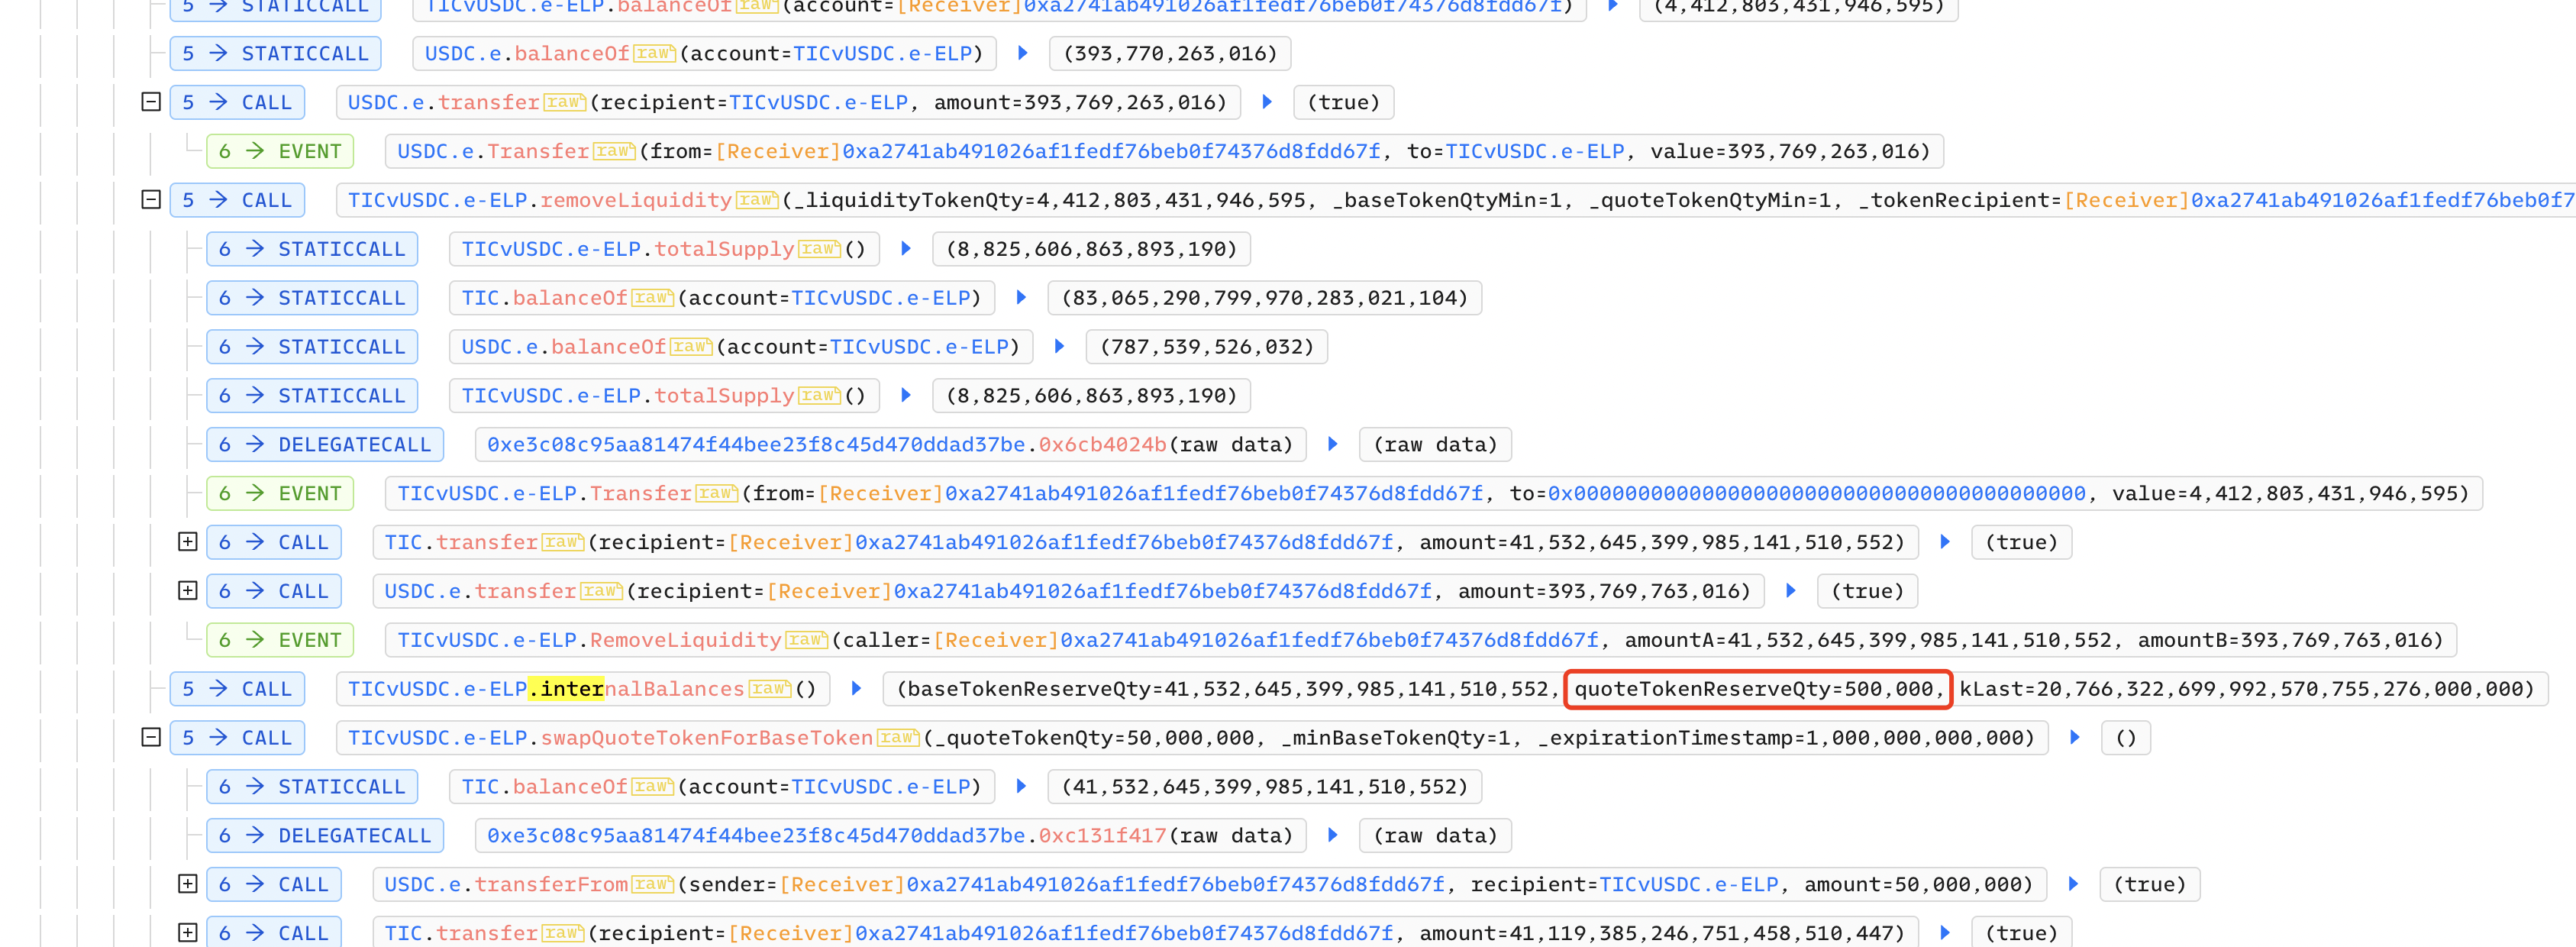 5 → STATICCALL TICvUSDC.e-ELP.balanceOf raw (account=[Receiver]0xa2741ab491026af1fedf76beb0f74376d8fdd67f) (4,412,803,431,946,595)
5 → STATICCALL USDC.e.balanceOf raw (account=TICvUSDC.e-ELP) (393,770,263,016)
5 → CALL USDC.e.transfer raw (recipient=TICvUSDC.e-ELP, amount=393,769,263,016) (true)
6 → EVENT USDC.e.Transfer raw (from=[Receiver]0xa2741ab491026af1fedf76beb0f74376d8fdd67f, to=TICvUSDC.e-ELP, value=393,769,263,016)
5 → CALL TICvUSDC.e-ELP.removeLiquidity raw (_liquidityTokenQty=4,412,803,431,946,595, _baseTokenQtyMin=1, _quoteTokenQtyMin=1, _tokenRecipient=[Receiver]0xa2741ab491026af1fedf76beb0f7
6 → STATICCALL TICvUSDC.e-ELP.totalSupply raw () (8,825,606,863,893,190)
6 → STATICCALL TIC.balanceOf raw (account=TICvUSDC.e-ELP) (83,065,290,799,970,283,021,104)
6 → STATICCALL USDC.e.balanceOf raw (account=TICvUSDC.e-ELP) (787,539,526,032)
6 → STATICCALL TICvUSDC.e-ELP.totalSupply raw () (8,825,606,863,893,190)
6 → DELEGATECALL 0xe3c08c95aa81474f44bee23f8c45d470ddad37be.0x6cb4024b(raw data) (raw data)
6 → EVENT TICvUSDC.e-ELP.Transfer raw (from=[Receiver]0xa2741ab491026af1fedf76beb0f74376d8fdd67f, to=0x0000000000000000000000000000000000000000, value=4,412,803,431,946,595)
6 → CALL TIC.transfer raw (recipient=[Receiver]0xa2741ab491026af1fedf76beb0f74376d8fdd67f, amount=41,532,645,399,985,141,510,552) (true)
6 → CALL USDC.e.transfer raw (recipient=[Receiver]0xa2741ab491026af1fedf76beb0f74376d8fdd67f, amount=393,769,763,016) (true)
6 → EVENT TICvUSDC.e-ELP.RemoveLiquidity raw (caller=[Receiver]0xa2741ab491026af1fedf76beb0f74376d8fdd67f, amountA=41,532,645,399,985,141,510,552, amountB=393,769,763,016)
5 → CALL TICvUSDC.e-ELP.internalBalances raw () (baseTokenReserveQty=41,532,645,399,985,141,510,552, quoteTokenReserveQty=500,000, kLast=20,766,322,699,992,570,755,276,000,000)
5 → CALL TICvUSDC.e-ELP.swapQuoteTokenForBaseToken raw (_quoteTokenQty=50,000,000, _minBaseTokenQty=1, _expirationTimestamp=1,000,000,000,000) ()
6 → STATICCALL TIC.balanceOf raw (account=TICvUSDC.e-ELP) (41,532,645,399,985,141,510,552)
6 → DELEGATECALL 0xe3c08c95aa81474f44bee23f8c45d470ddad37be.0xc131f417(raw data) (raw data)
6 → CALL USDC.e.transferFrom raw (sender=[Receiver]0xa2741ab491026af1fedf76beb0f74376d8fdd67f, recipient=TICvUSDC.e-ELP, amount=50,000,000) (true)
6 → CALL TIC.transfer raw (recipient=[Receiver]0xa2741ab491026af1fedf76beb0f74376d8fdd67f, amount=41,119,385,246,751,458,510,447) (true)